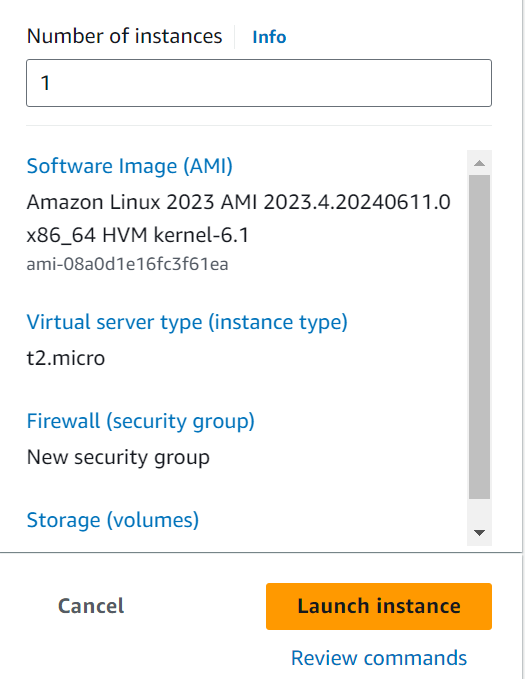 Number of instances Info
1
Software Image (AMI)
Amazon Linux 2023 AMI 2023.4.20240611.0
x86_64 HVM kernel-6.1
ami-08a0d1e16fc3f61ea
Virtual server type (instance type)
t2.micro
Firewall (security group)
New security group
Storage (volumes)
Cancel Launch instance
Review commands